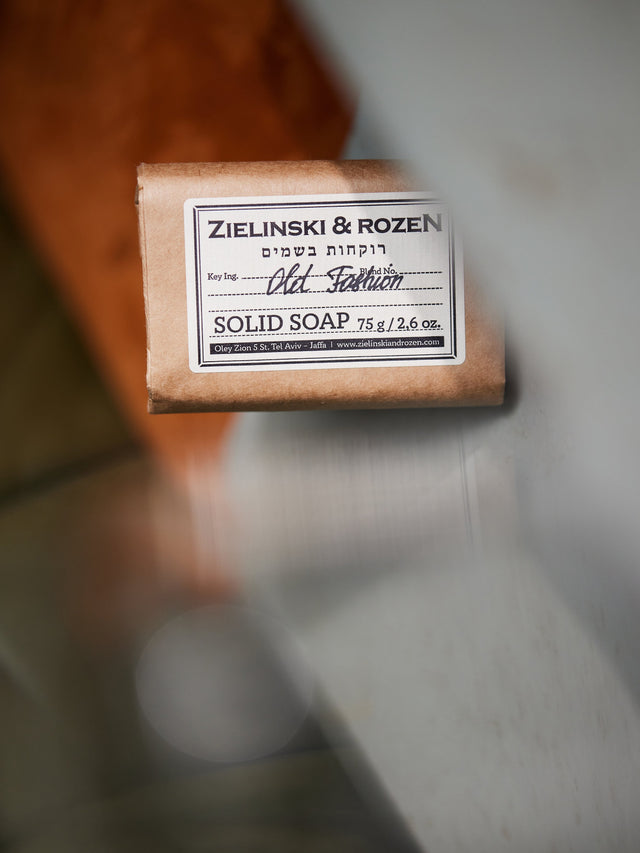 ZIELINSKI & ROZEN
רוקחות בשמים
Key Ing. Blend No.
Old Fashion
SOLID SOAP 75 g / 2,6 oz.
Oley Zion 5 St. Tel Aviv - Jaffa | www.zielinskiandrozen.com